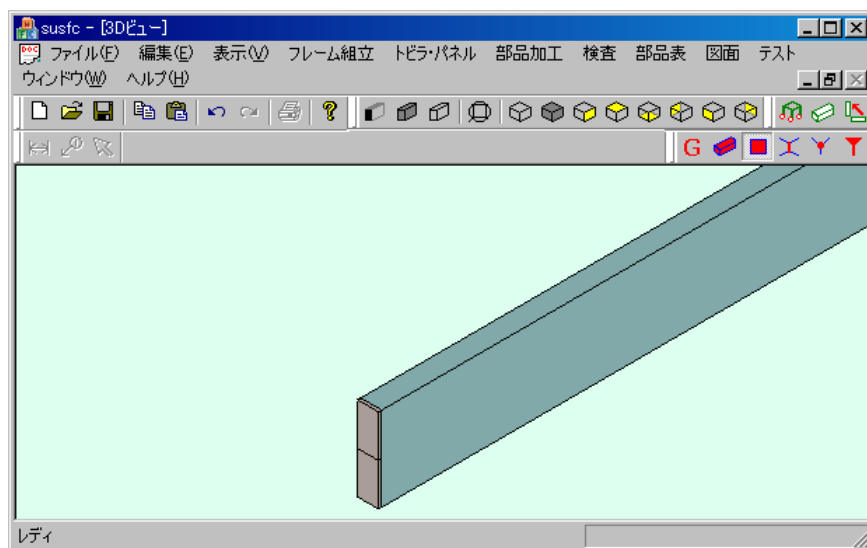 susfc - [3Dビュー]
ファイル(F) 編集(E) 表示(V) フレーム組立 トビラ・パネル 部品加工 検査 部品表 図面 テスト
ウィンドウ(W) ヘルプ(H)
G
レディ